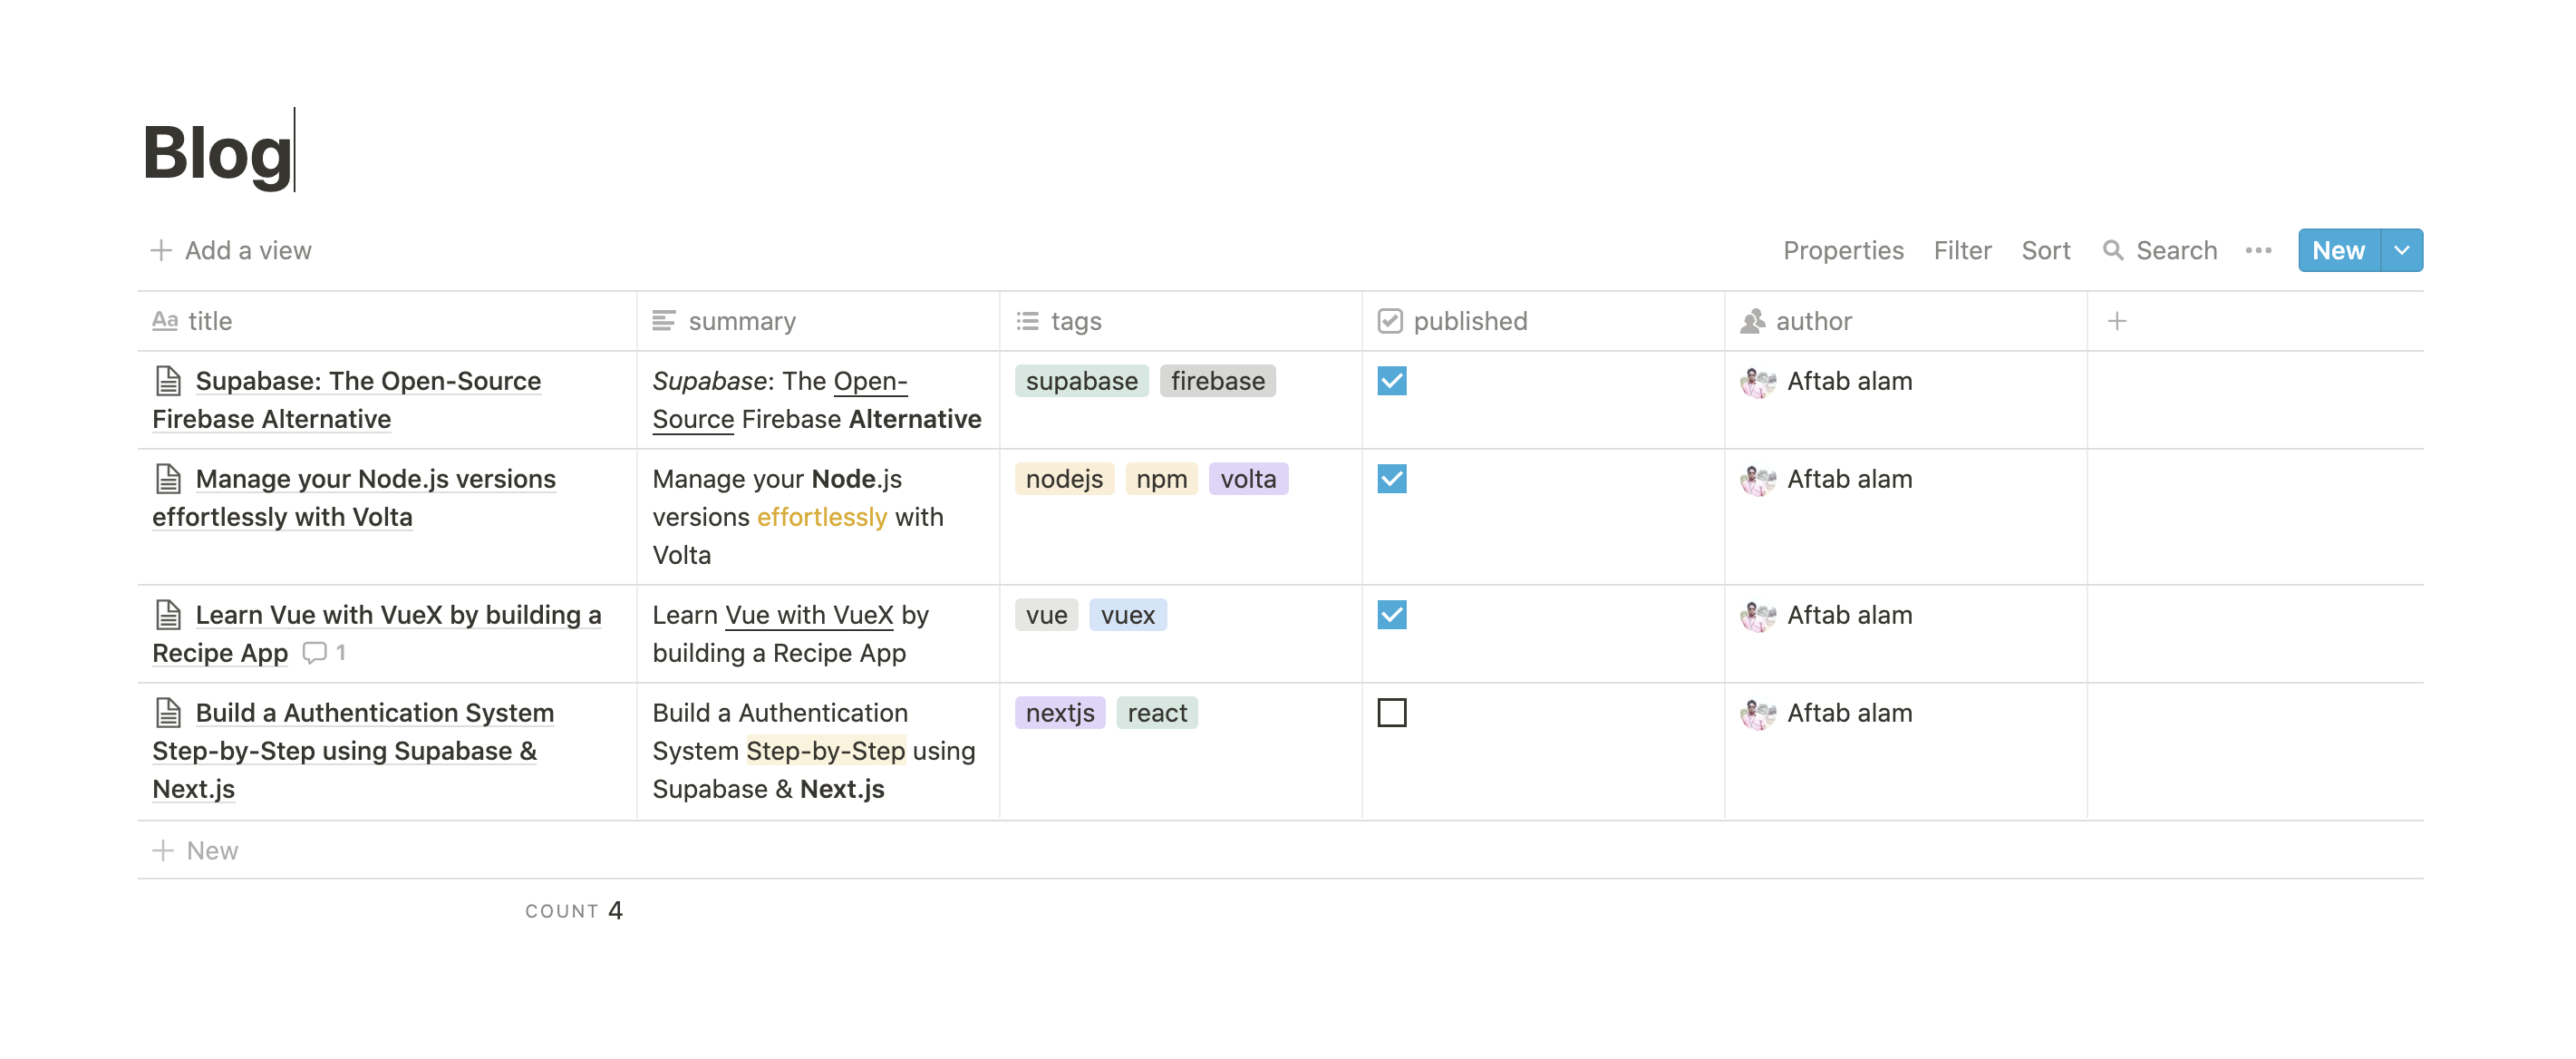 Blog
Add a view
Properties Filter Sort Search New
Aa title summary tags published author
Supabase: The Open-Source
Firebase Alternative
Supabase: The Open-
Source Firebase Alternative
supabase firebase
Aftab alam
Manage your Node.js versions
effortlessly with Volta
Manage your Node.js
versions effortlessly with
Volta
nodejs npm volta
Aftab alam
Learn Vue with VueX by building a
Recipe App 1
Learn Vue with VueX by
building a Recipe App
vue vuex
Aftab alam
Build a Authentication System
Step-by-Step using Supabase &
Next.js
Build a Authentication
System Step-by-Step using
Supabase & Next.js
nextjs react
Aftab alam
New
COUNT 4